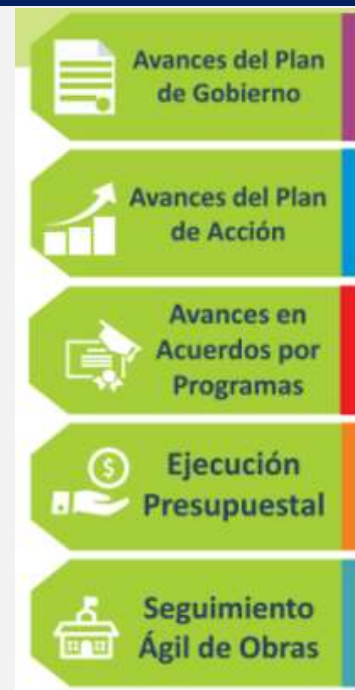 Avances del Plan
de Gobierno
Avances del Plan
de Acción
Avances en
Acuerdos por
Programas
$
Ejecución
Presupuestal
Seguimiento
Ágil de Obras